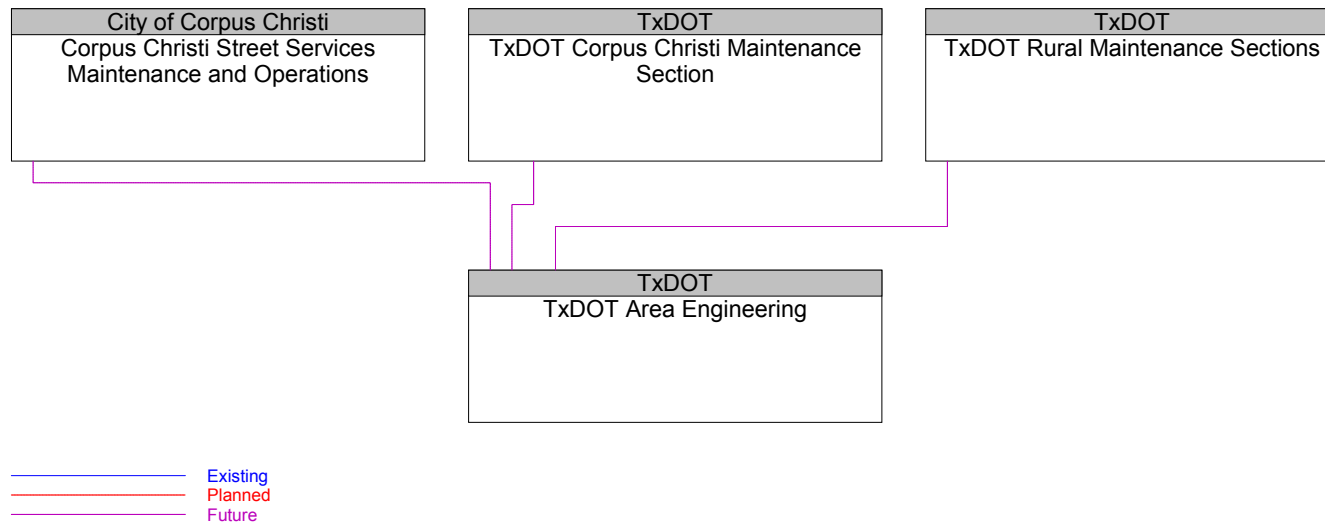 City of Corpus Christi
Corpus Christi Street Services
Maintenance and Operations
TxDOT
TxDOT Corpus Christi Maintenance
Section
TxDOT
TxDOT Rural Maintenance Sections
TxDOT
TxDOT Area Engineering
Existing
Planned
Future